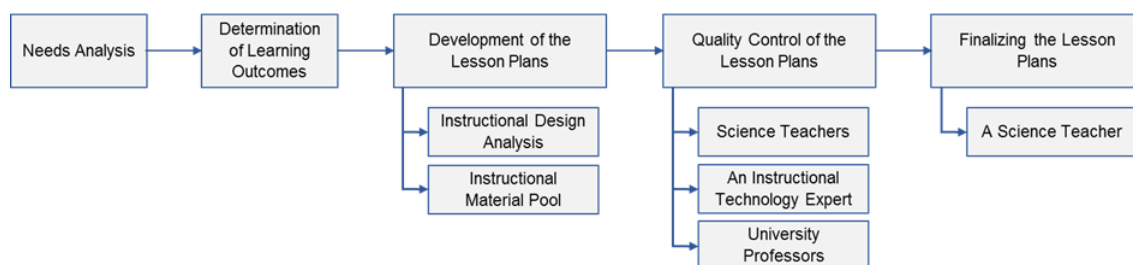 Needs Analysis
Determination
of Learning
Outcomes
Development of the
Lesson Plans
Quality Control of the
Lesson Plans
Finalizing the Lesson
Plans
Instructional Design
Analysis
Instructional
Material Pool
Science Teachers
An Instructional
Technology Expert
University
Professors
A Science Teacher